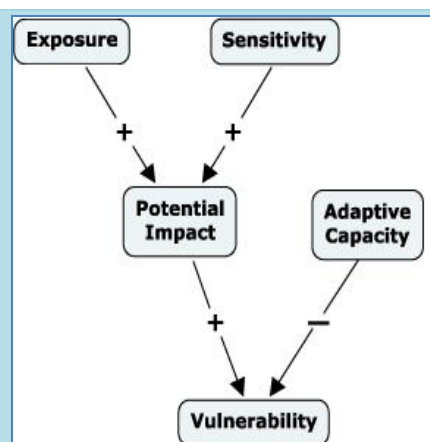 Exposure
Sensitivity
+
+
Potential
Impact
Adaptive
Capacity
+
−
Vulnerability